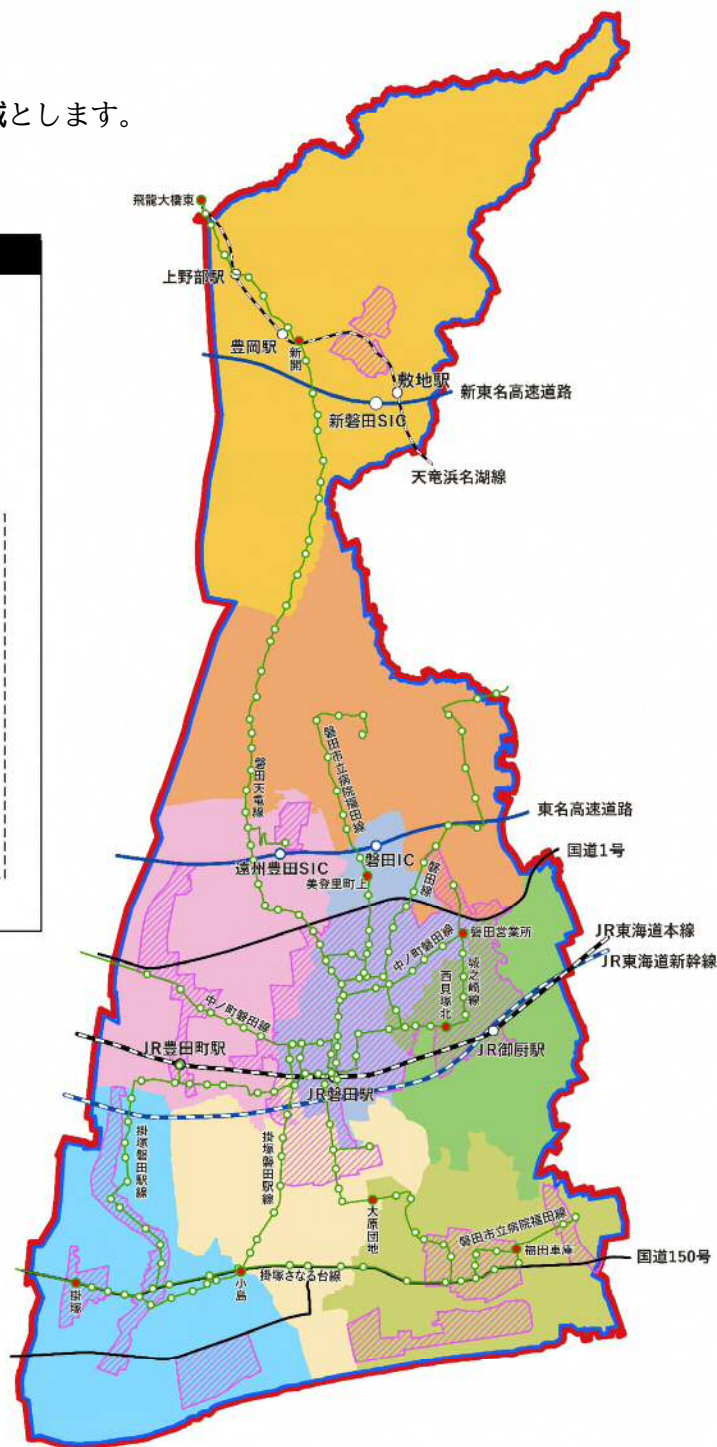 域とします。
飛龍大橋東
上野部駅
豊岡駅
新開
敷地駅
新東名高速道路
新磐田SIC
天竜浜名湖線
磐田天竜線
磐田市立病院福田線
東名高速道路
遠州豊田SIC
磐田IC
国道1号
美登里町上
磐田線
磐田営業所
JR東海道本線
中ノ町磐田線
城之崎線
JR東海道新幹線
中ノ町磐田線
西貝塚北
JR豊田町駅
JR御厨駅
JR磐田駅
掛塚磐田駅線
掛塚磐田駅線
大原団地
磐田市立病院福田線
福田車庫
国道150号
掛塚さなる台線
小島
掛塚